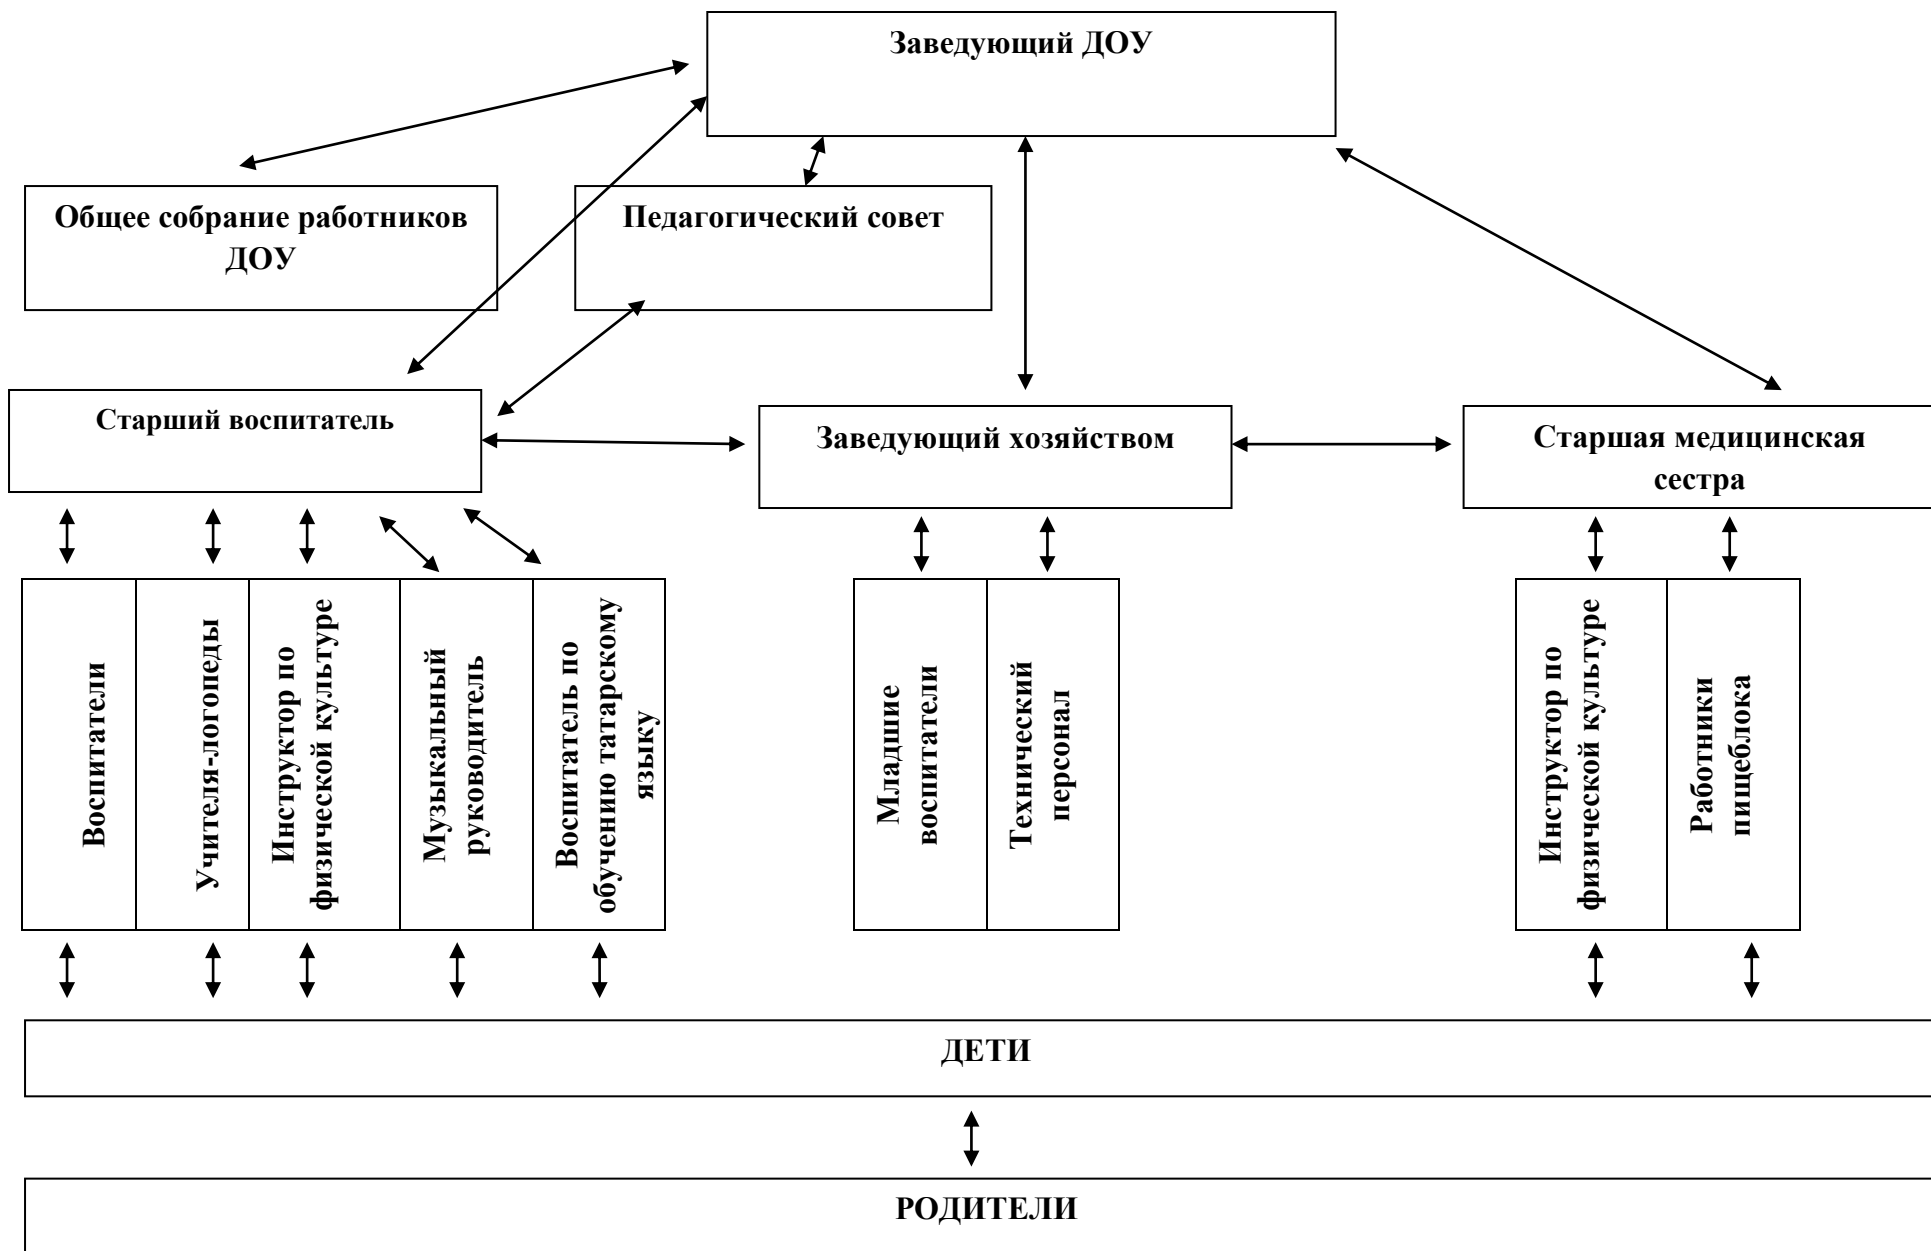 Заведующий ДОУ
Общее собрание работников
ДОУ
Педагогический совет
Старший воспитатель
Заведующий хозяйством
Старшая медицинская
сестра
Воспитатели
Учителя-логопеды
Инструктор по
физической культуре
Музыкальный
руководитель
Воспитатель по
обучению татарскому
языку
Младшие
воспитатели
Технический
персонал
Инструктор по
физической культуре
Работники
пищеблока
ДЕТИ
РОДИТЕЛИ